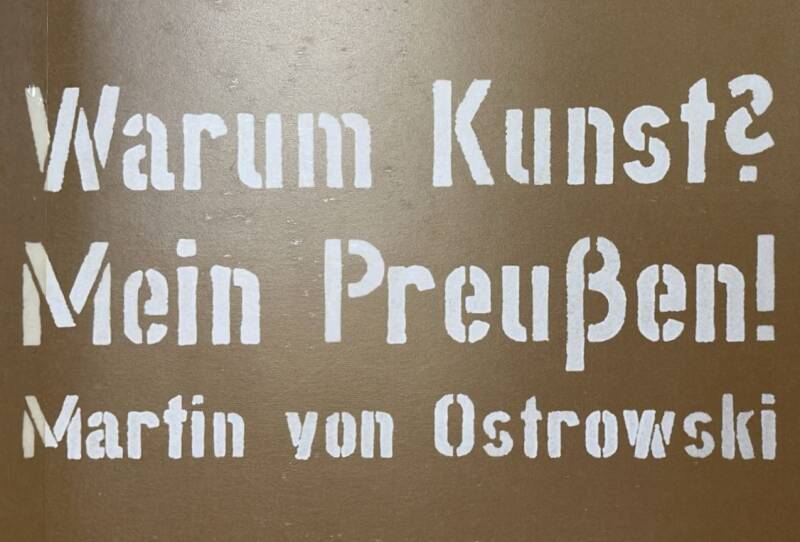 Warum Kunst?
Mein Preußen!
Martin von Ostrowski